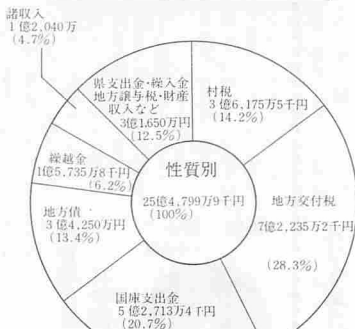 諸収入
1億2,040万
(4.7%)
県支出金・繰入金
地方譲与税・財産
収入など
3億1,650万円
(12.5%)
村税
3億6,175万5千円
(14.2%)
繰越金
1億5,735万8千円
(6.2%)
性質別
25億4,799万9千円
(100%)
地方交付税
7億2,235万2千円
(28.3%)
地方債
3億4,250万円
(13.4%)
国庫支出金
5億2,713万4千円
(20.7%)